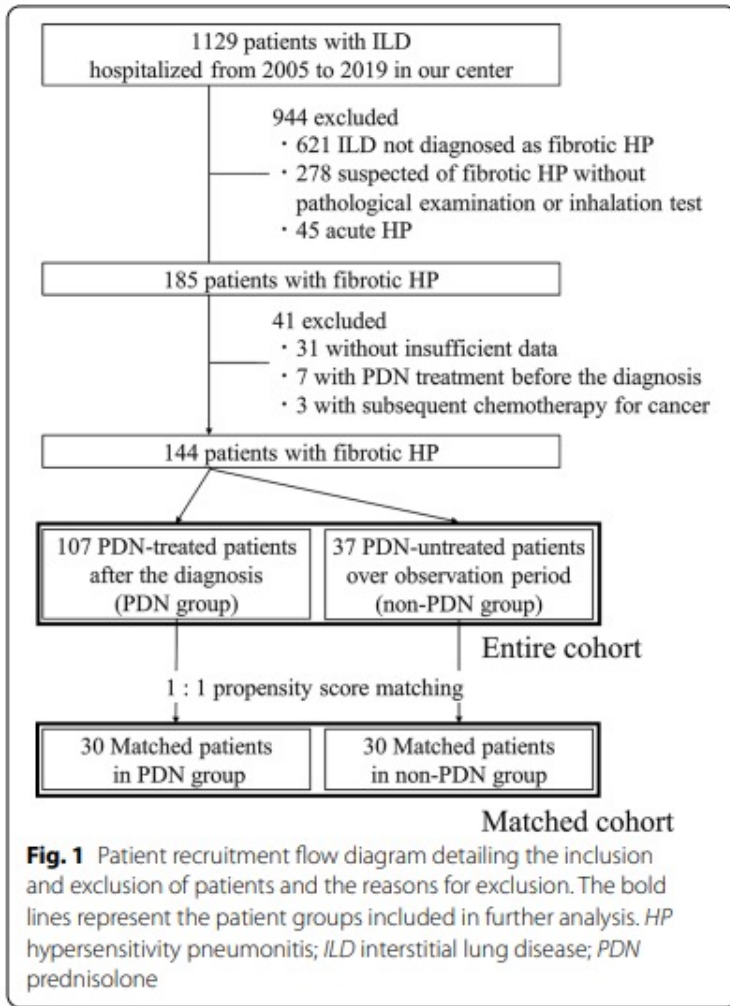 1129 patients with ILD
hospitalized from 2005 to 2019 in our center
944 excluded
・621 ILD not diagnosed as fibrotic HP
・278 suspected of fibrotic HP without
pathological examination or inhalation test
・45 acute HP
185 patients with fibrotic HP
41 excluded
・31 without insufficient data
・7 with PDN treatment before the diagnosis
・3 with subsequent chemotherapy for cancer
144 patients with fibrotic HP
107 PDN-treated patients
after the diagnosis
(PDN group)
37 PDN-untreated patients
over observation period
(non-PDN group)
Entire cohort
1 : 1 propensity score matching
30 Matched patients
in PDN group
30 Matched patients
in non-PDN group
Matched cohort
Fig. 1 Patient recruitment flow diagram detailing the inclusion
and exclusion of patients and the reasons for exclusion. The bold
lines represent the patient groups included in further analysis. HP
hypersensitivity pneumonitis; ILD interstitial lung disease; PDN
prednisolone